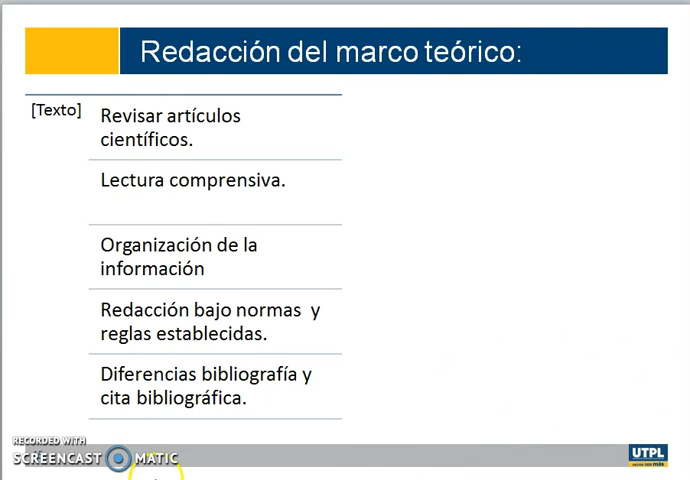 Redacción del marco teórico:
[Texto]
Revisar artículos
científicos.
Lectura comprensiva.
Organización de la
información
Redacción bajo normas y
reglas establecidas.
Diferencias bibliografía y
cita bibliográfica.
RECORDED WITH
SCREENCAST MATIC
UTPL